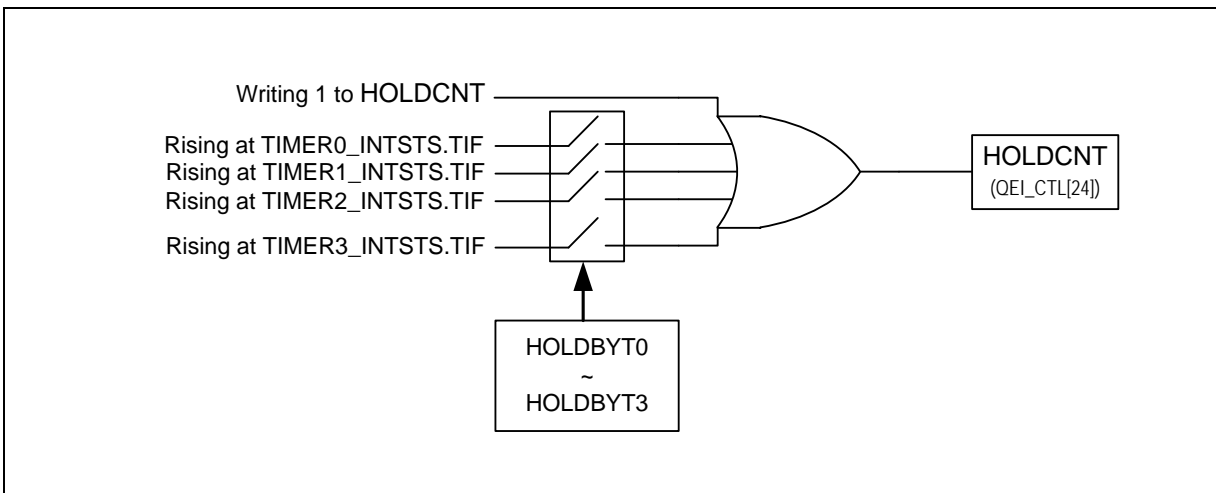 Writing 1 to HOLDCNT
Rising at TIMER0_INTSTS.TIF
Rising at TIMER1_INTSTS.TIF
Rising at TIMER2_INTSTS.TIF
Rising at TIMER3_INTSTS.TIF
HOLDCNT
(QEI_CTL[24])
HOLDBYT0
~
HOLDBYT3